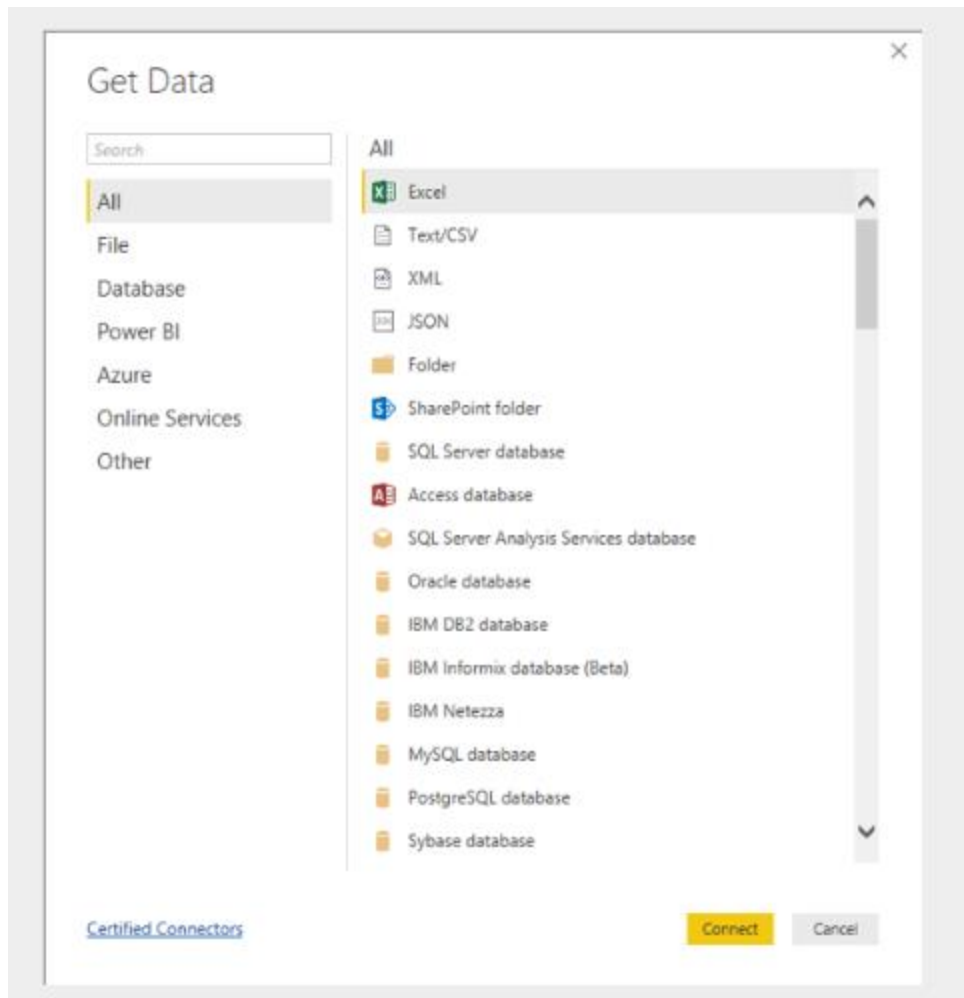 Get Data
Search
All
File
Database
Power BI
Azure
Online Services
Other
All
Excel
Text/CSV
XML
JSON
Folder
SharePoint folder
SQL Server database
Access database
SQL Server Analysis Services database
Oracle database
IBM DB2 database
IBM Informix database (Beta)
IBM Netezza
MySQL database
PostgreSQL database
Sybase database
Certified Connectors
Connect
Cancel